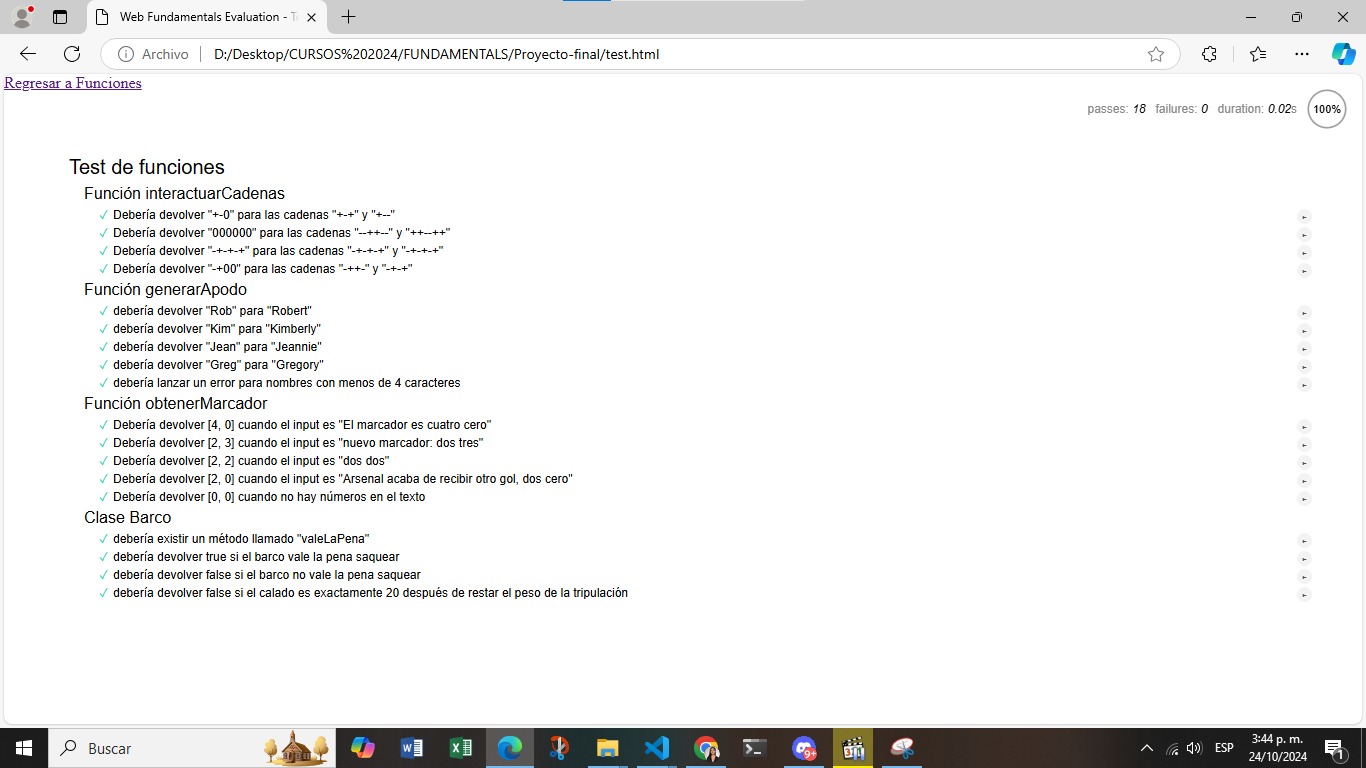 Web Fundamentals Evaluation - T
Archivo
D:/Desktop/CURSOS%202024/FUNDAMENTALS/Proyecto-final/test.html
Regresar a Funciones
passes: 18 failures: 0 duration: 0.02s 100%
Test de funciones
Función interactuarCadenas
✓ Debería devolver "+-0" para las cadenas "+-+" y "+--"
✓ Debería devolver "000000" para las cadenas "--++--" y "++--++"
✓ Debería devolver "-+-+-+" para las cadenas "-+-+-+" y "-+-+-+"
✓ Debería devolver "-+00" para las cadenas "-++-" y "-+-+"
Función generarApodo
✓ debería devolver "Rob" para "Robert"
✓ debería devolver "Kim" para "Kimberly"
✓ debería devolver "Jean" para "Jeannie"
✓ debería devolver "Greg" para "Gregory"
✓ debería lanzar un error para nombres con menos de 4 caracteres
Función obtenerMarcador
✓ Debería devolver [4, 0] cuando el input es "El marcador es cuatro cero"
✓ Debería devolver [2, 3] cuando el input es "nuevo marcador: dos tres"
✓ Debería devolver [2, 2] cuando el input es "dos dos"
✓ Debería devolver [2, 0] cuando el input es "Arsenal acaba de recibir otro gol, dos cero"
✓ Debería devolver [0, 0] cuando no hay números en el texto
Clase Barco
✓ debería existir un método llamado "valeLaPena"
✓ debería devolver true si el barco vale la pena saquear
✓ debería devolver false si el barco no vale la pena saquear
✓ debería devolver false si el calado es exactamente 20 después de restar el peso de la tripulación
Buscar
9+
ESP
3:44 p. m.
24/10/2024
1